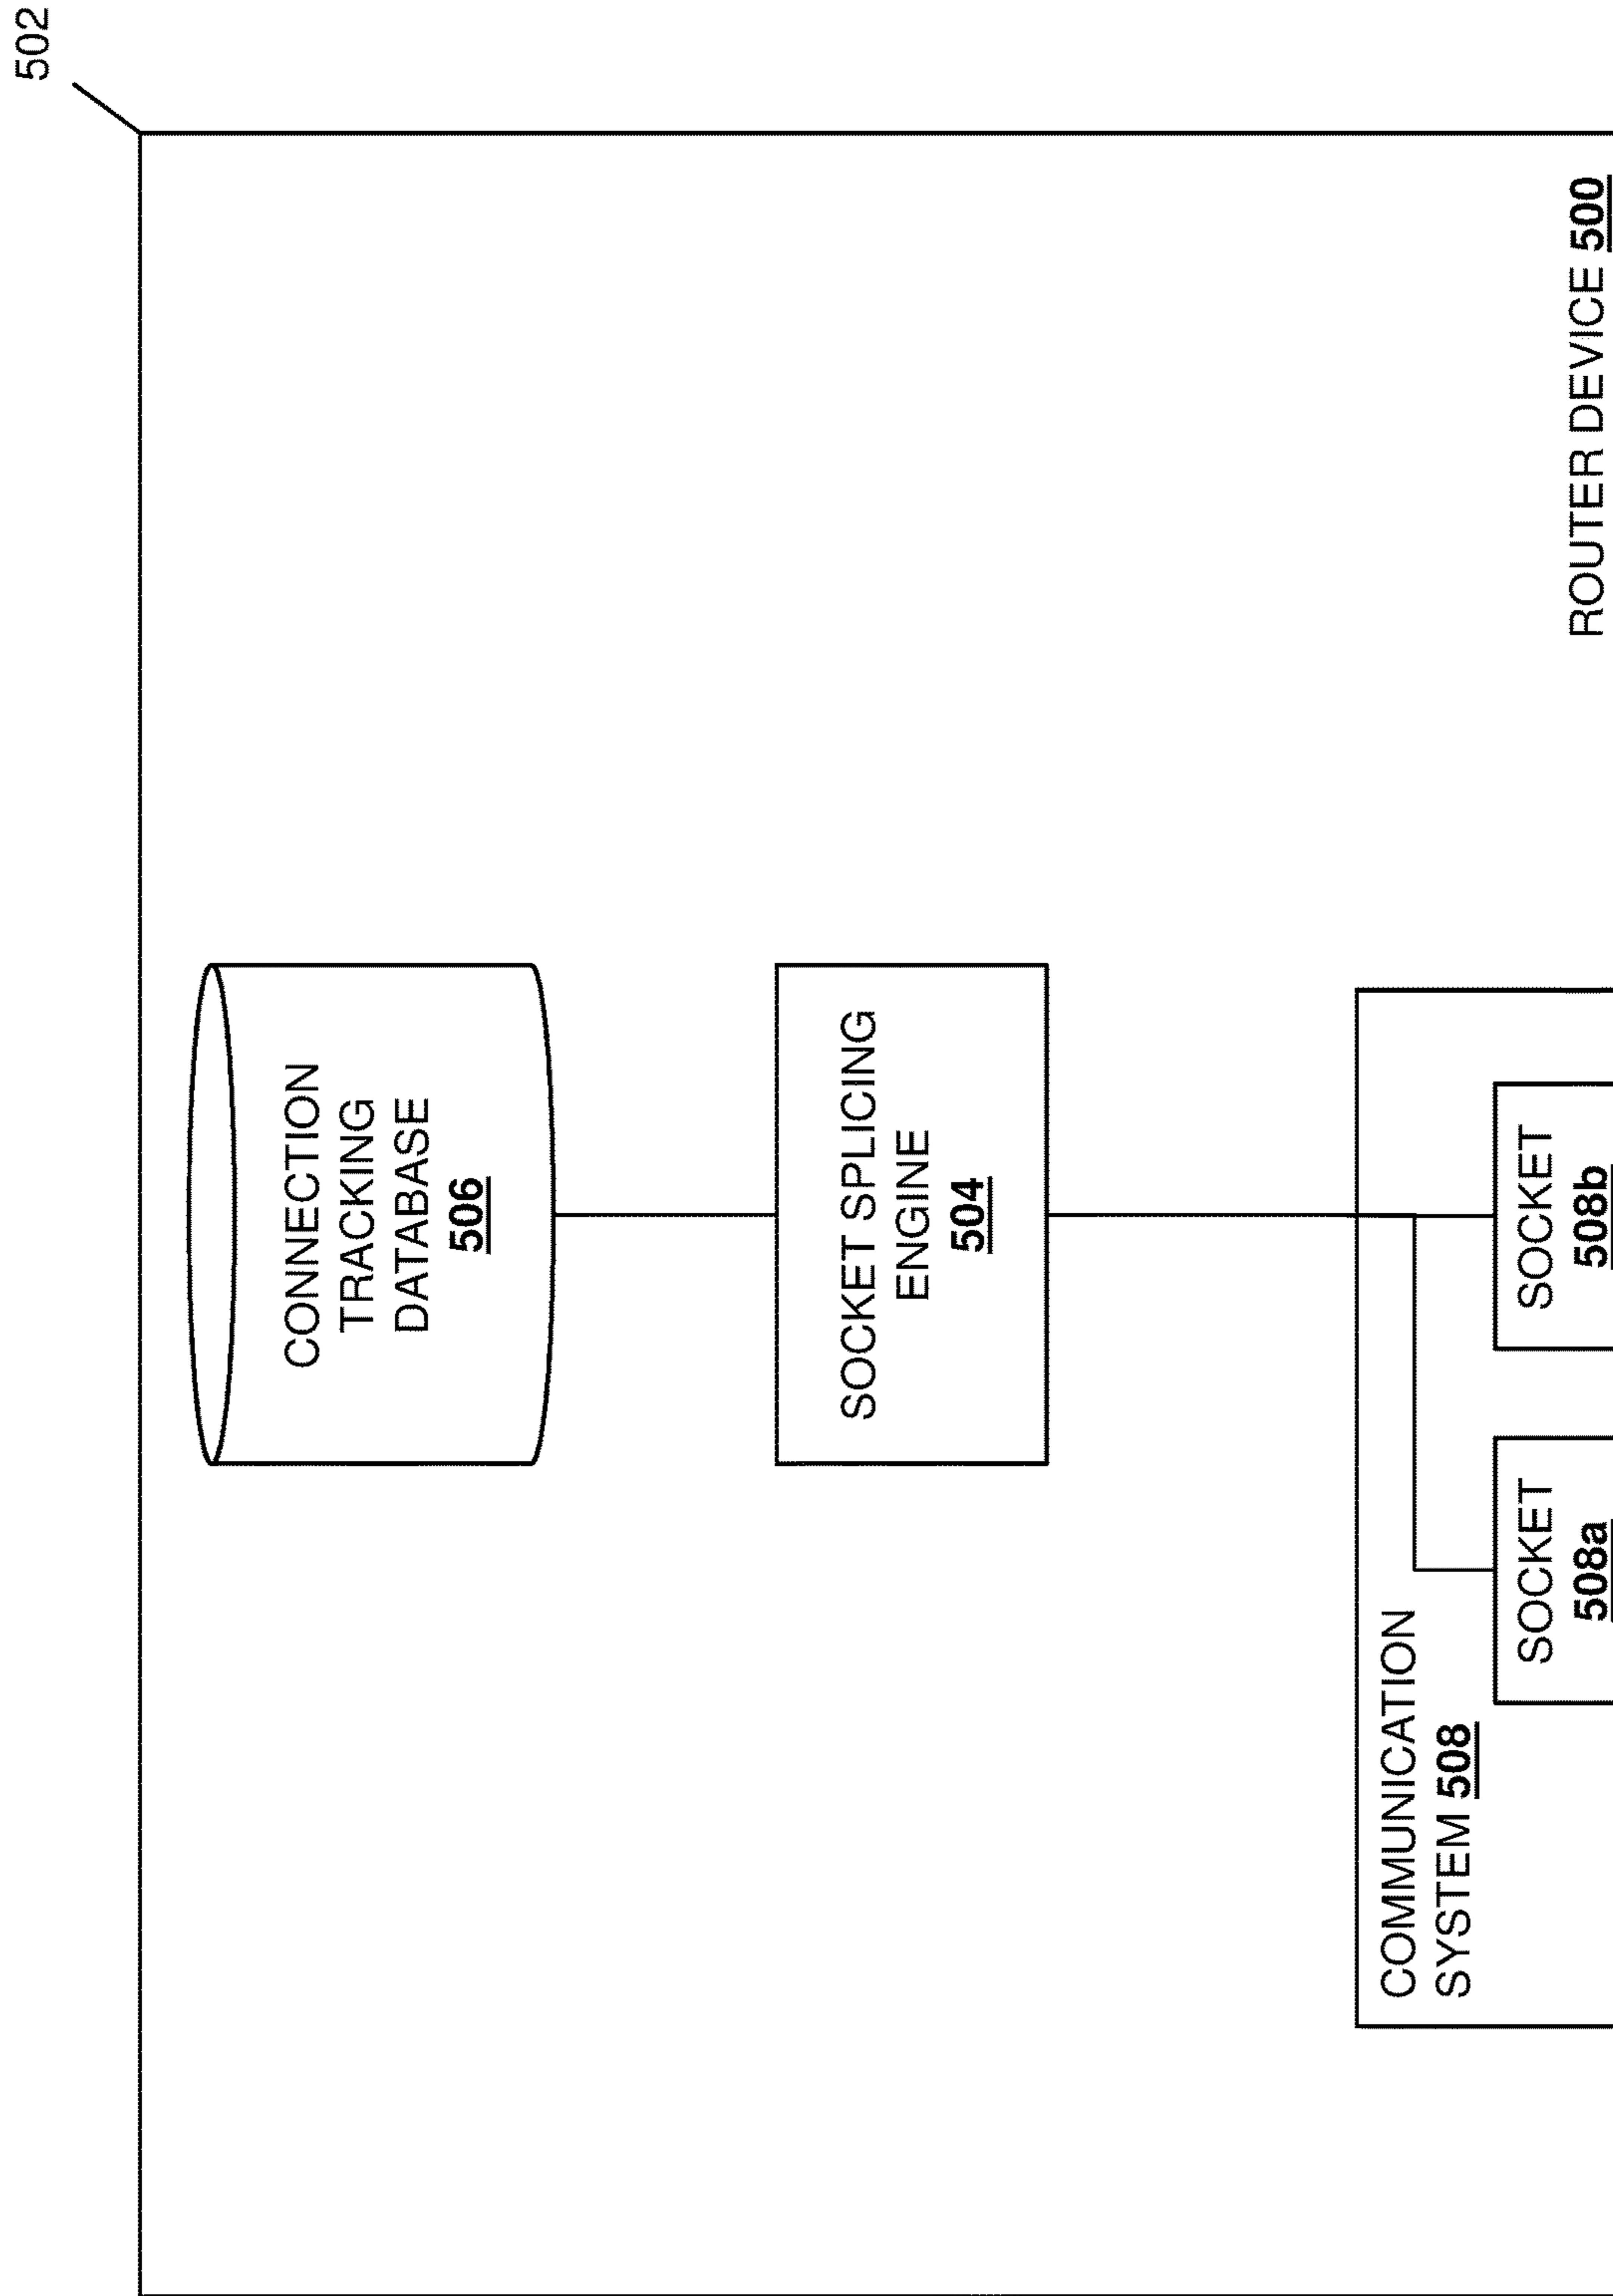 502
CONNECTION
TRACKING
DATABASE
506
SOCKET SPLICING
ENGINE
504
COMMUNICATION
SYSTEM 508
SOCKET
508a
SOCKET
508b
ROUTER DEVICE 500